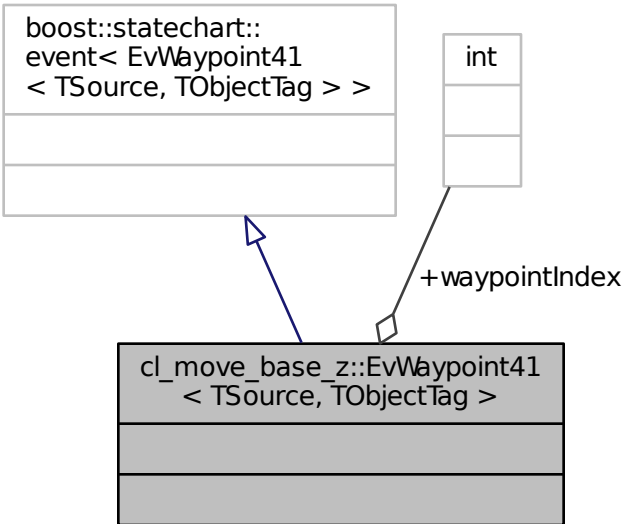 boost::statechart::
event< EvWaypoint41
< TSource, TObjectTag > >
int
+waypointIndex
cl_move_base_z::EvWaypoint41
< TSource, TObjectTag >